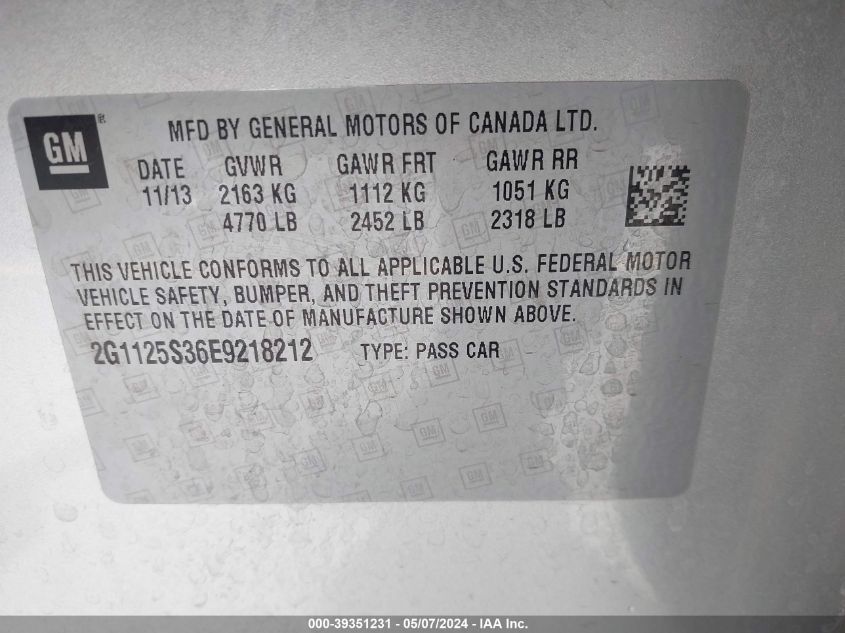 GM ®
MFD BY GENERAL MOTORS OF CANADA LTD.
DATE GVWR GAWR FRT GAWR RR
11/13 2163 KG 1112 KG 1051 KG
4770 LB 2452 LB 2318 LB
THIS VEHICLE CONFORMS TO ALL APPLICABLE U.S. FEDERAL MOTOR
VEHICLE SAFETY, BUMPER, AND THEFT PREVENTION STANDARDS IN
EFFECT ON THE DATE OF MANUFACTURE SHOWN ABOVE.
2G1125S36E9218212 TYPE: PASS CAR
000-39351231 - 05/07/2024 - IAA Inc.